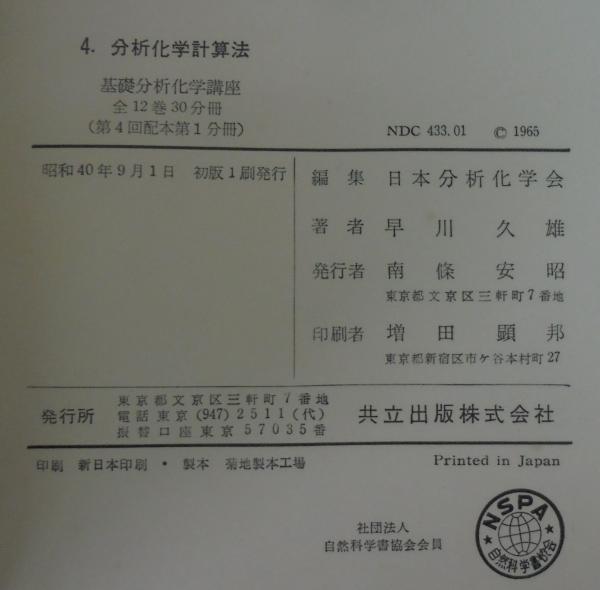 4. 分析化学計算法
基礎分析化学講座
全12巻30分冊
(第4回配本第1分冊)
NDC 433.01 © 1965
昭和40年9月1日 初版1刷発行
編集 日本分析化学会
著者 早川久雄
発行者 南條安昭
東京都文京区三軒町7番地
印刷者 増田顕邦
東京都新宿区市ケ谷本村町27
発行所
東京都文京区三軒町7番地
電話東京(947)2511(代)
振替口座東京57035番
共立出版株式会社
印刷 新日本印刷・製本 菊地製本工場
Printed in Japan
社団法人
自然科学書協会会員
NSPA
自然科学書協会